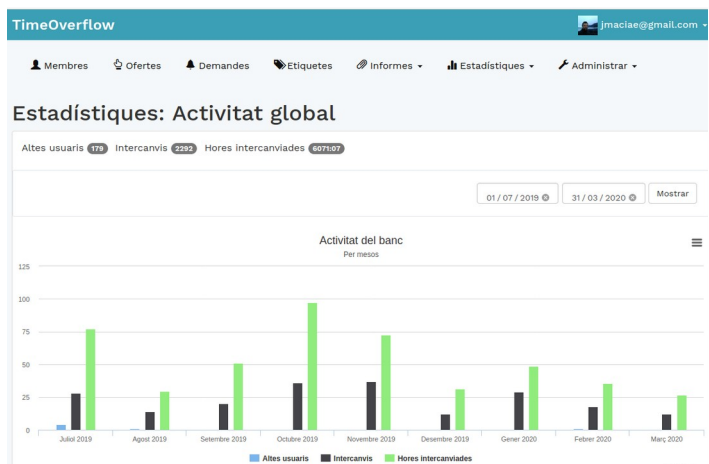 TimeOverflow
jmaciae@gmail.com
Membres Ofertes Demandes Etiquetes Informes Estadístiques Administrar
Estadístiques: Activitat global
Altes usuaris 179 Intercanvis 2292 Hores intercanviades 6071:07
01 / 07 / 2019 31 / 03 / 2020 Mostrar
Activitat del banc
Per mesos
125
100
75
50
25
0
Juliol 2019 Agost 2019 Setembre 2019 Octubre 2019 Novembre 2019 Desembre 2019 Gener 2020 Febrer 2020 Març 2020
Altes usuaris Intercanvis Hores intercanviades